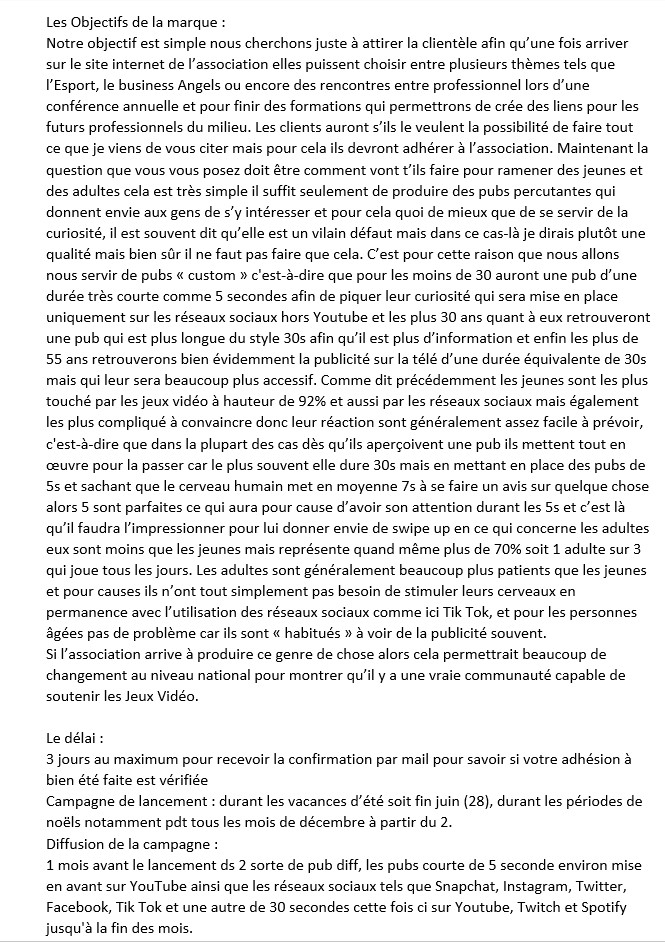 Les Objectifs de la marque :
Notre objectif est simple nous cherchons juste à attirer la clientèle afin qu’une fois arriver
sur le site internet de l’association elles puissent choisir entre plusieurs thèmes tels que
l’Esport, le business Angels ou encore des rencontres entre professionnel lors d’une
conférence annuelle et pour finir des formations qui permettrons de crée des liens pour les
futurs professionnels du milieu. Les clients auront s’ils le veulent la possibilité de faire tout
ce que je viens de vous citer mais pour cela ils devront adhérer à l’association. Maintenant la
question que vous vous posez doit être comment vont t’ils faire pour ramener des jeunes et
des adultes cela est très simple il suffit seulement de produire des pubs percutantes qui
donnent envie aux gens de s’y intéresser et pour cela quoi de mieux que de se servir de la
curiosité, il est souvent dit qu’elle est un vilain défaut mais dans ce cas-là je dirais plutôt une
qualité mais bien sûr il ne faut pas faire que cela. C’est pour cette raison que nous allons
nous servir de pubs « custom » c'est-à-dire que pour les moins de 30 auront une pub d’une
durée très courte comme 5 secondes afin de piquer leur curiosité qui sera mise en place
uniquement sur les réseaux sociaux hors Youtube et les plus 30 ans quant à eux retrouveront
une pub qui est plus longue du style 30s afin qu’il est plus d’information et enfin les plus de
55 ans retrouverons bien évidemment la publicité sur la télé d’une durée équivalente de 30s
mais qui leur sera beaucoup plus accessif. Comme dit précédemment les jeunes sont les plus
touché par les jeux vidéo à hauteur de 92% et aussi par les réseaux sociaux mais également
les plus compliqué à convaincre donc leur réaction sont généralement assez facile à prévoir,
c'est-à-dire que dans la plupart des cas dès qu’ils aperçoivent une pub ils mettent tout en
œuvre pour la passer car le plus souvent elle dure 30s mais en mettant en place des pubs de
5s et sachant que le cerveau humain met en moyenne 7s à se faire un avis sur quelque chose
alors 5 sont parfaites ce qui aura pour cause d’avoir son attention durant les 5s et c’est là
qu’il faudra l’impressionner pour lui donner envie de swipe up en ce qui concerne les adultes
eux sont moins que les jeunes mais représente quand même plus de 70% soit 1 adulte sur 3
qui joue tous les jours. Les adultes sont généralement beaucoup plus patients que les jeunes
et pour causes ils n’ont tout simplement pas besoin de stimuler leurs cerveaux en
permanence avec l’utilisation des réseaux sociaux comme ici Tik Tok, et pour les personnes
âgées pas de problème car ils sont « habitués » à voir de la publicité souvent.
Si l’association arrive à produire ce genre de chose alors cela permettrait beaucoup de
changement au niveau national pour montrer qu’il y a une vraie communauté capable de
soutenir les Jeux Vidéo.

Le délai :
3 jours au maximum pour recevoir la confirmation par mail pour savoir si votre adhésion à
bien été faite est vérifiée
Campagne de lancement : durant les vacances d’été soit fin juin (28), durant les périodes de
noëls notamment pdt tous les mois de décembre à partir du 2.
Diffusion de la campagne :
1 mois avant le lancement ds 2 sorte de pub diff, les pubs courte de 5 seconde environ mise
en avant sur YouTube ainsi que les réseaux sociaux tels que Snapchat, Instagram, Twitter,
Facebook, Tik Tok et une autre de 30 secondes cette fois ci sur Youtube, Twitch et Spotify
jusqu'à la fin des mois.